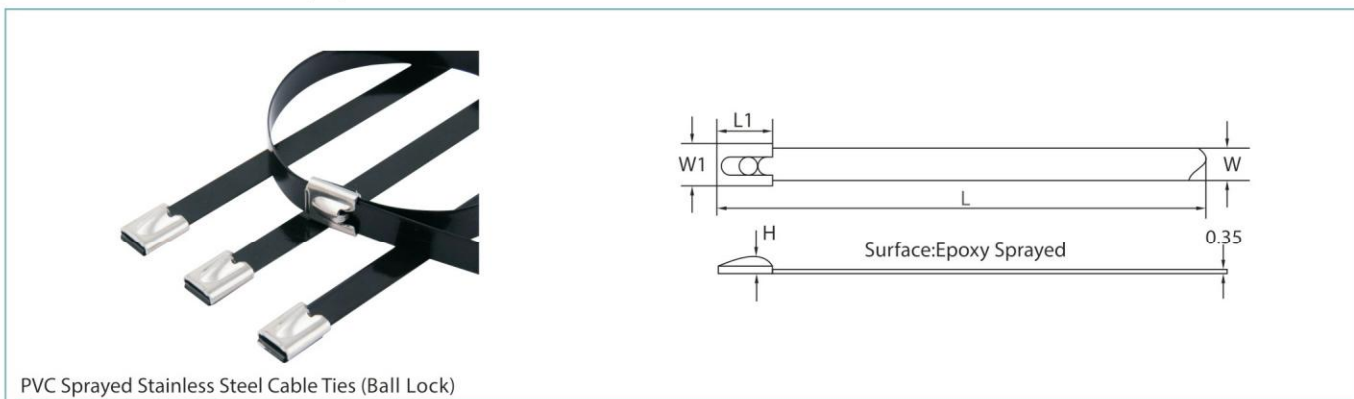 L1
W1
W
L
H
Surface:Epoxy Sprayed
0.35
PVC Sprayed Stainless Steel Cable Ties (Ball Lock)